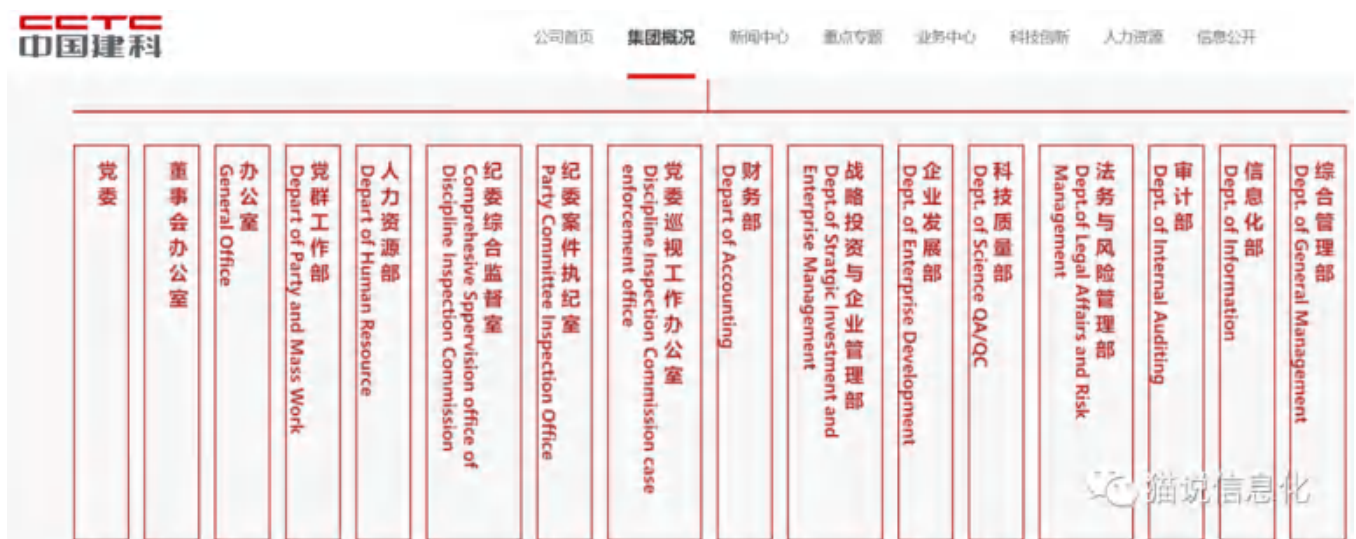 CCTC
中国建科
公司首页 集团概况 新闻中心 重点专题 业务中心 科技创新 人力资源 信息公开
党委
董事会办公室
办公室
General Office
党群工作部
Depart of Party and Mass Work
人力资源部
Depart of Human Resource
纪委综合监督室
Comprehesive Sppervision office of
Discipline Inspection Commission
纪委案件执纪室
Party Committee Inspection Office
党委巡视工作办公室
Discipline Inspection Commission case
enforcement office
财务部
Depart of Accounting
战略投资与企业管理部
Dept.of Stratgic Investment and
Enterprise Management
企业发展部
Dept. of Enterprise Development
科技质量部
Dept. of Science QA/QC
法务与风险管理部
Dept.of Legal Affairs and Risk
Management
审计部
Dept. of Internal Auditing
信息化部
Dept. of Information
综合管理部
Dept. of General Management
猫说信息化